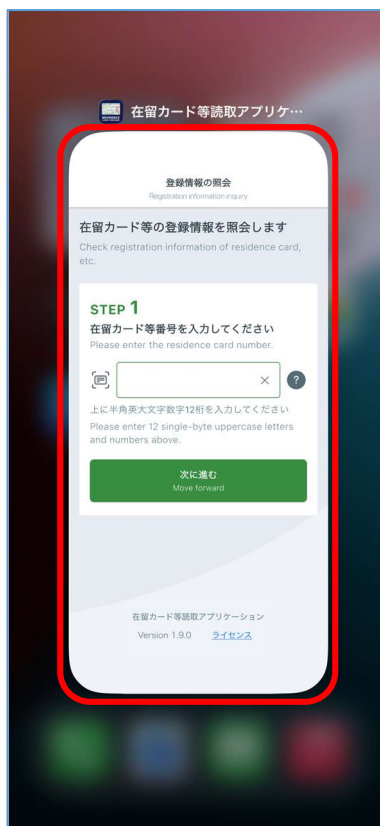 在留カード等読取アプリケ…
登録情報の照会
Registration information inquiry
在留カード等の登録情報を照会します
Check registration information of residence card,
etc.
STEP 1
在留カード等番号を入力してください
Please enter the residence card number.
?
上に半角英大文字数字12桁を入力してください
Please enter 12 single-byte uppercase letters
and numbers above.
次に進む
Move forward
在留カード等読取アプリケーション
Version 1.9.0 ライセンス